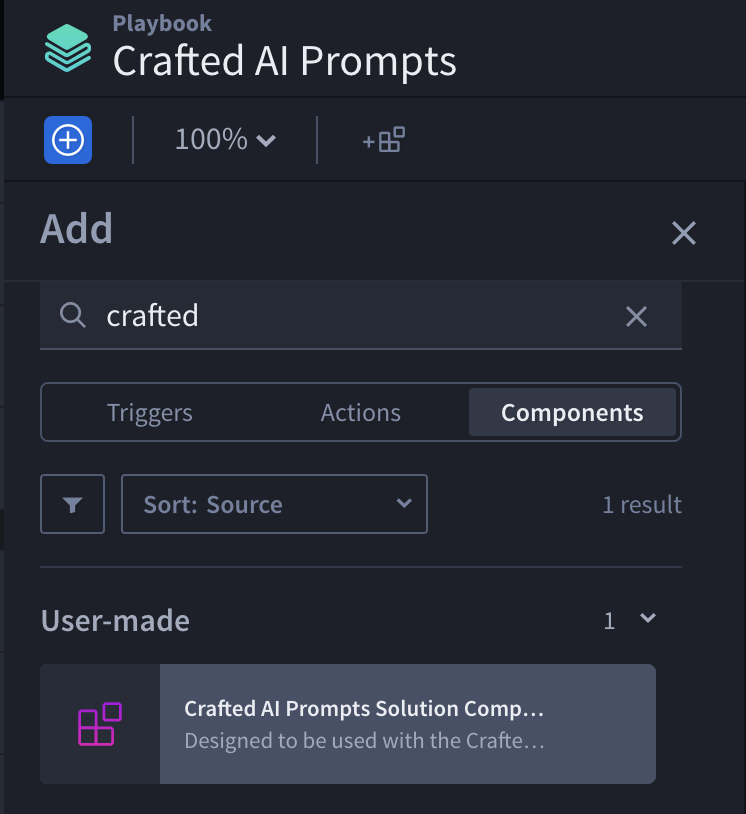 Playbook
Crafted AI Prompts
100%
Add
crafted
Triggers Actions Components
Sort: Source 1 result
User-made 1
Crafted AI Prompts Solution Comp...
Designed to be used with the Crafte...